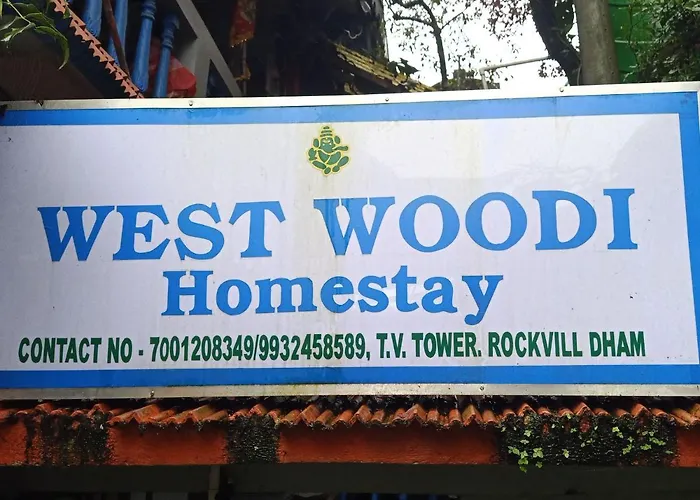 WEST WOODI
Homestay
CONTACT NO - 7001208349/9932458589, T.V. TOWER. ROCKVILL DHAM